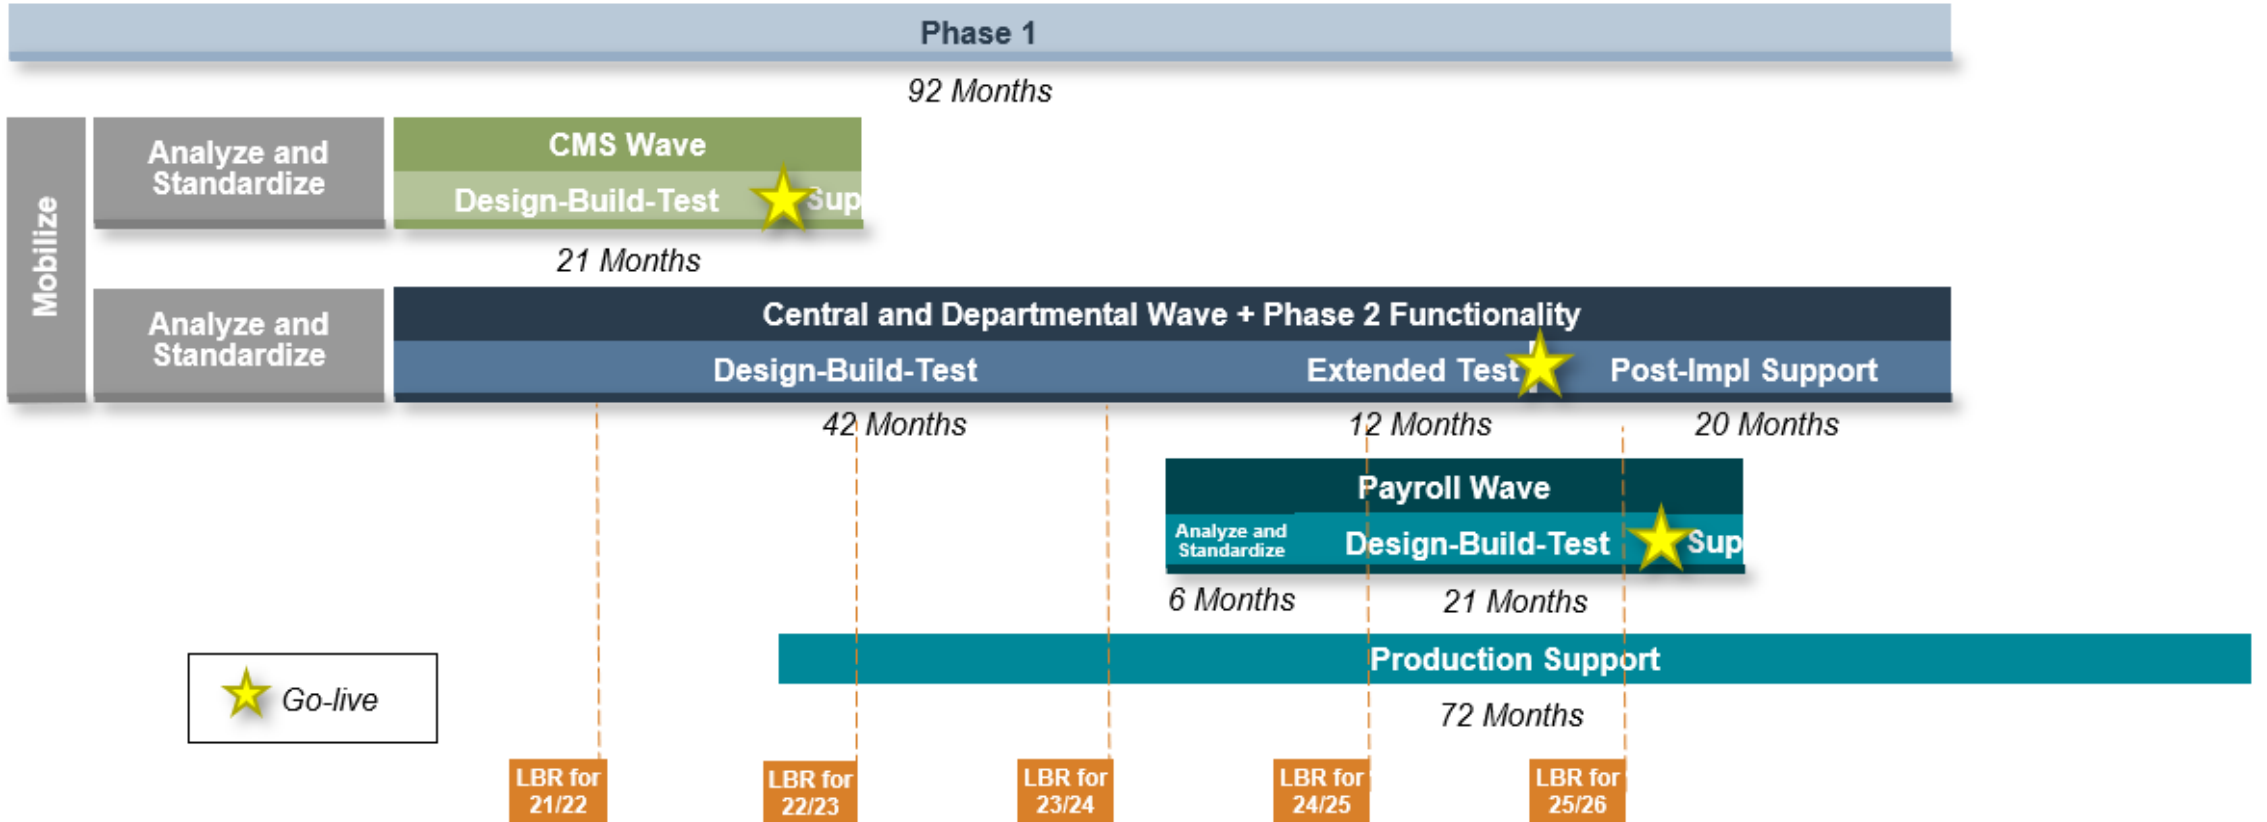 Phase 1
92 Months
Mobilize
Analyze and
Standardize
CMS Wave
Design-Build-Test
Sup
21 Months
Analyze and
Standardize
Central and Departmental Wave + Phase 2 Functionality
Design-Build-Test
Extended Test
Post-Impl Support
42 Months
12 Months
20 Months
Payroll Wave
Analyze and
Standardize
Design-Build-Test
Sup
6 Months
21 Months
Production Support
72 Months
Go-live
LBR for
21/22
LBR for
22/23
LBR for
23/24
LBR for
24/25
LBR for
25/26